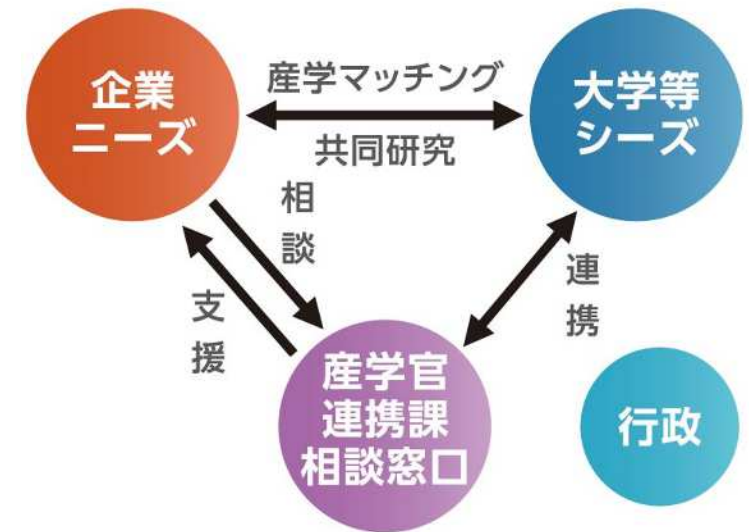 企業
ニーズ
産学マッチング
共同研究
大学等
シーズ
相談
支援
連携
産学官
連携課
相談窓口
行政